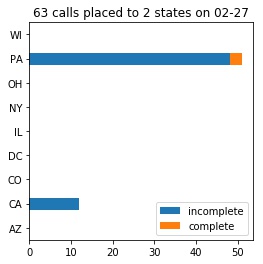 63 calls placed to 2 states on 02-27
WI
PA
OH
NY
IL
DC
CO
CA
AZ
incomplete
complete
0 10 20 30 40 50